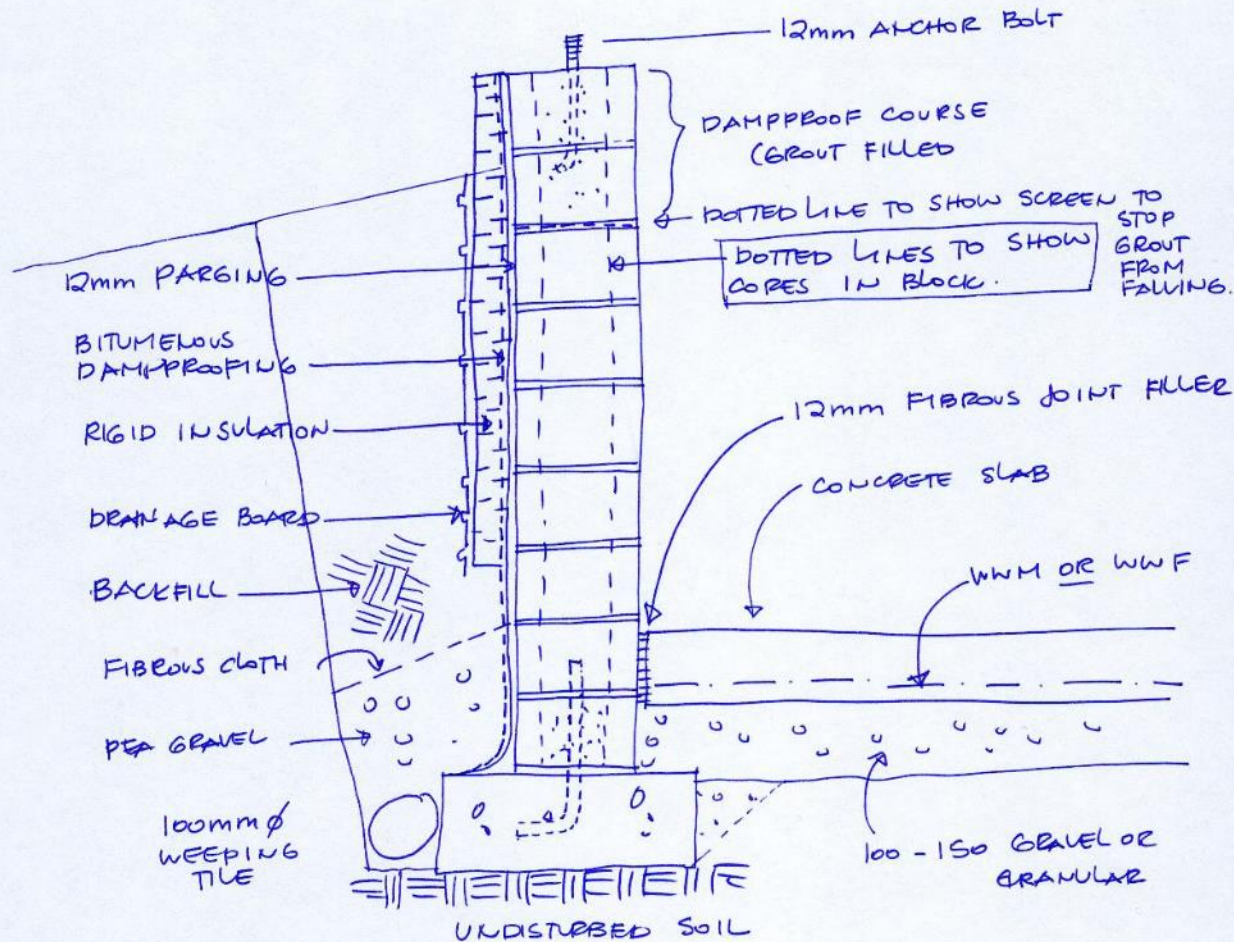 12mm ANCHOR BOLT
DAMPPROOF COURSE
(GROUT FILLED
DOTTED LINE TO SHOW SCREEN TO
STOP
GROUT
FROM
FALLING.
DOTTED LINES TO SHOW
CORES IN BLOCK.
12mm PARGING
BITUMENOUS
DAMPPROOFING
RIGID INSULATION
DRAINAGE BOARD
BACKFILL
FIBROUS CLOTH
PEA GRAVEL
100mm ϕ
WEEPING
TILE
12mm FIBROUS JOINT FILLER
CONCRETE SLAB
WWM OR WWF
100-150 GRAVEL OR
GRANULAR
UNDISTURBED SOIL